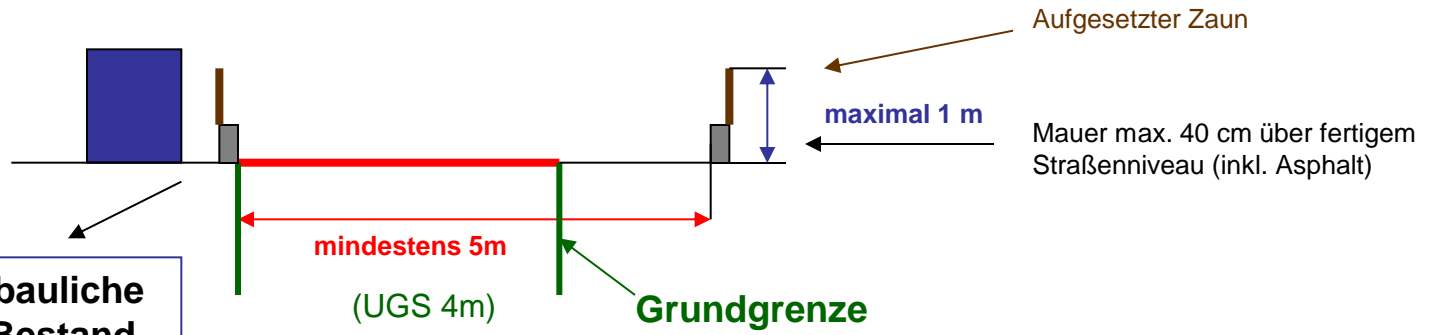 Aufgesetzter Zaun
maximal 1 m
Mauer max. 40 cm über fertigem
Straßenniveau (inkl. Asphalt)
mindestens 5m
(UGS 4m)
Grundgrenze
bauliche
Bestand